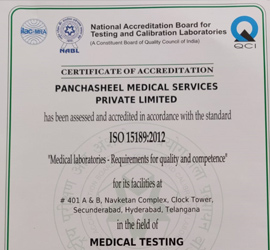 National Accreditation Board for
Testing and Calibration Laboratories
(A Constituent Board of Quality Council of India)
ilac-MRA
NABL
QCI
CERTIFICATE OF ACCREDITATION
PANCHASHEEL MEDICAL SERVICES
PRIVATE LIMITED
has been assessed and accredited in accordance with the standard
ISO 15189:2012
"Medical laboratories - Requirements for quality and competence"
for its facilities at
# 401 A & B, Navketan Complex, Clock Tower,
Secunderabad, Hyderabad, Telangana
in the field of
MEDICAL TESTING